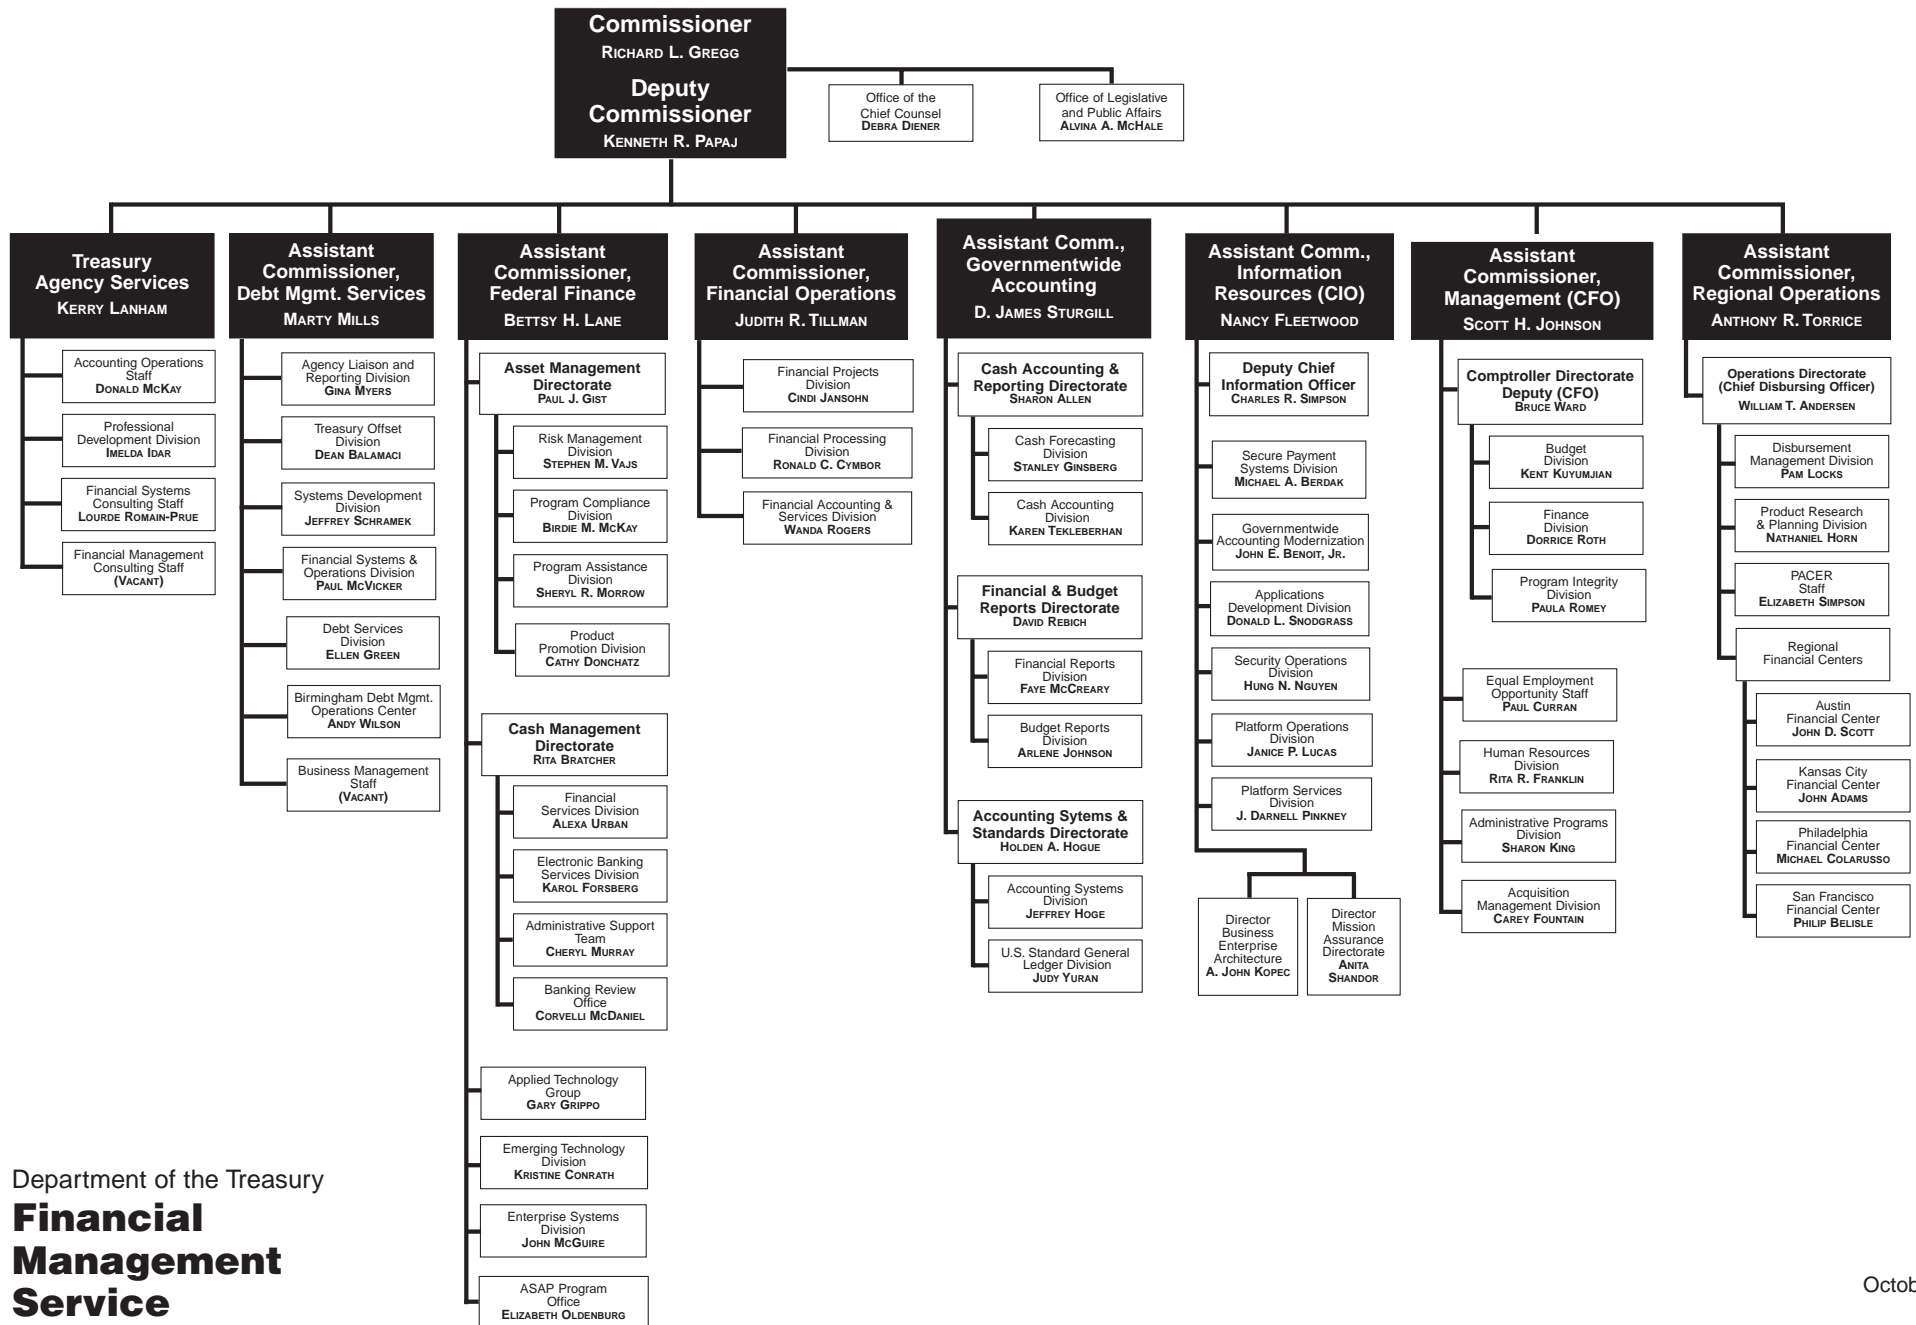 Commissioner
RICHARD L. GREGG
Deputy
Commissioner
KENNETH R. PAPAJ
Office of the
Chief Counsel
DEBRA DIENER
Office of Legislative
and Public Affairs
ALVINA A. MCHALE
Treasury
Agency Services
KERRY LANHAM
Accounting Operations
Staff
DONALD MCKAY
Professional
Development Division
IMELDA IDAR
Financial Systems
Consulting Staff
LOURDE ROMAIN-PRUE
Financial Management
Consulting Staff
(VACANT)
Assistant
Commissioner,
Debt Mgmt. Services
MARTY MILLS
Agency Liaison and
Reporting Division
GINA MYERS
Treasury Offset
Division
DEAN BALAMACI
Systems Development
Division
JEFFREY SCHRAMEK
Financial Systems &
Operations Division
PAUL MCVICKER
Debt Services
Division
ELLEN GREEN
Birmingham Debt Mgmt.
Operations Center
ANDY WILSON
Business Management
Staff
(VACANT)
Assistant
Commissioner,
Federal Finance
BETTSY H. LANE
Asset Management
Directorate
PAUL J. GIST
Risk Management
Division
STEPHEN M. VAJS
Program Compliance
Division
BIRDIE M. MCKAY
Program Assistance
Division
SHERYL R. MORROW
Product
Promotion Division
CATHY DONCHATZ
Cash Management
Directorate
RITA BRATCHER
Financial
Services Division
ALEXA URBAN
Electronic Banking
Services Division
KAROL FORSBERG
Administrative Support
Team
CHERYL MURRAY
Banking Review
Office
CORVELLI MCDANIEL
Applied Technology
Group
GARY GRIPPO
Emerging Technology
Division
KRISTINE CONRATH
Enterprise Systems
Division
JOHN MCGUIRE
ASAP Program
Office
ELIZABETH OLDENBURG
Assistant
Commissioner,
Financial Operations
JUDITH R. TILLMAN
Financial Projects
Division
CINDI JANSOHN
Financial Processing
Division
RONALD C. CYMBOR
Financial Accounting &
Services Division
WANDA ROGERS
Assistant Comm.,
Governmentwide
Accounting
D. JAMES STURGILL
Cash Accounting &
Reporting Directorate
SHARON ALLEN
Cash Forecasting
Division
STANLEY GINSBERG
Cash Accounting
Division
KAREN TEKLEBERHAN
Financial & Budget
Reports Directorate
DAVID REBICH
Financial Reports
Division
FAYE MCCREARY
Budget Reports
Division
ARLENE JOHNSON
Accounting Sytems &
Standards Directorate
HOLDEN A. HOGUE
Accounting Systems
Division
JEFFREY HOGE
U.S. Standard General
Ledger Division
JUDY YURAN
Assistant Comm.,
Information
Resources (CIO)
NANCY FLEETWOOD
Deputy Chief
Information Officer
CHARLES R. SIMPSON
Secure Payment
Systems Division
MICHAEL A. BERDAK
Governmentwide
Accounting Modernization
JOHN E. BENOIT, JR.
Applications
Development Division
DONALD L. SNODGRASS
Security Operations
Division
HUNG N. NGUYEN
Platform Operations
Division
JANICE P. LUCAS
Platform Services
Division
J. DARNELL PINKNEY
Director
Business
Enterprise
Architecture
A. JOHN KOPEC
Director
Mission
Assurance
Directorate
ANITA
SHANDOR
Assistant
Commissioner,
Management (CFO)
SCOTT H. JOHNSON
Comptroller Directorate
Deputy (CFO)
BRUCE WARD
Budget
Division
KENT KUYUMJIAN
Finance
Division
DORRICE ROTH
Program Integrity
Division
PAULA ROMEY
Equal Employment
Opportunity Staff
PAUL CURRAN
Human Resources
Division
RITA R. FRANKLIN
Administrative Programs
Division
SHARON KING
Acquisition
Management Division
CAREY FOUNTAIN
Assistant
Commissioner,
Regional Operations
ANTHONY R. TORRICE
Operations Directorate
(Chief Disbursing Officer)
WILLIAM T. ANDERSEN
Disbursement
Management Division
PAM LOCKS
Product Research
& Planning Division
NATHANIEL HORN
PACER
Staff
ELIZABETH SIMPSON
Regional
Financial Centers
Austin
Financial Center
JOHN D. SCOTT
Kansas City
Financial Center
JOHN ADAMS
Philadelphia
Financial Center
MICHAEL COLARUSSO
San Francisco
Financial Center
PHILIP BELISLE
Department of the Treasury
Financial
Management
Service
Octob